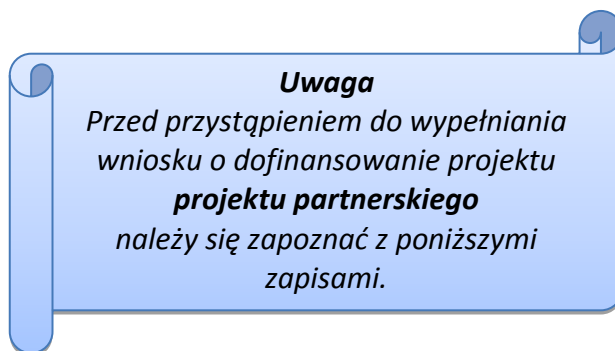 Uwaga
Przed przystąpieniem do wypełniania
wniosku o dofinansowanie projektu
projektu partnerskiego
należy się zapoznać z poniższymi
zapisami.